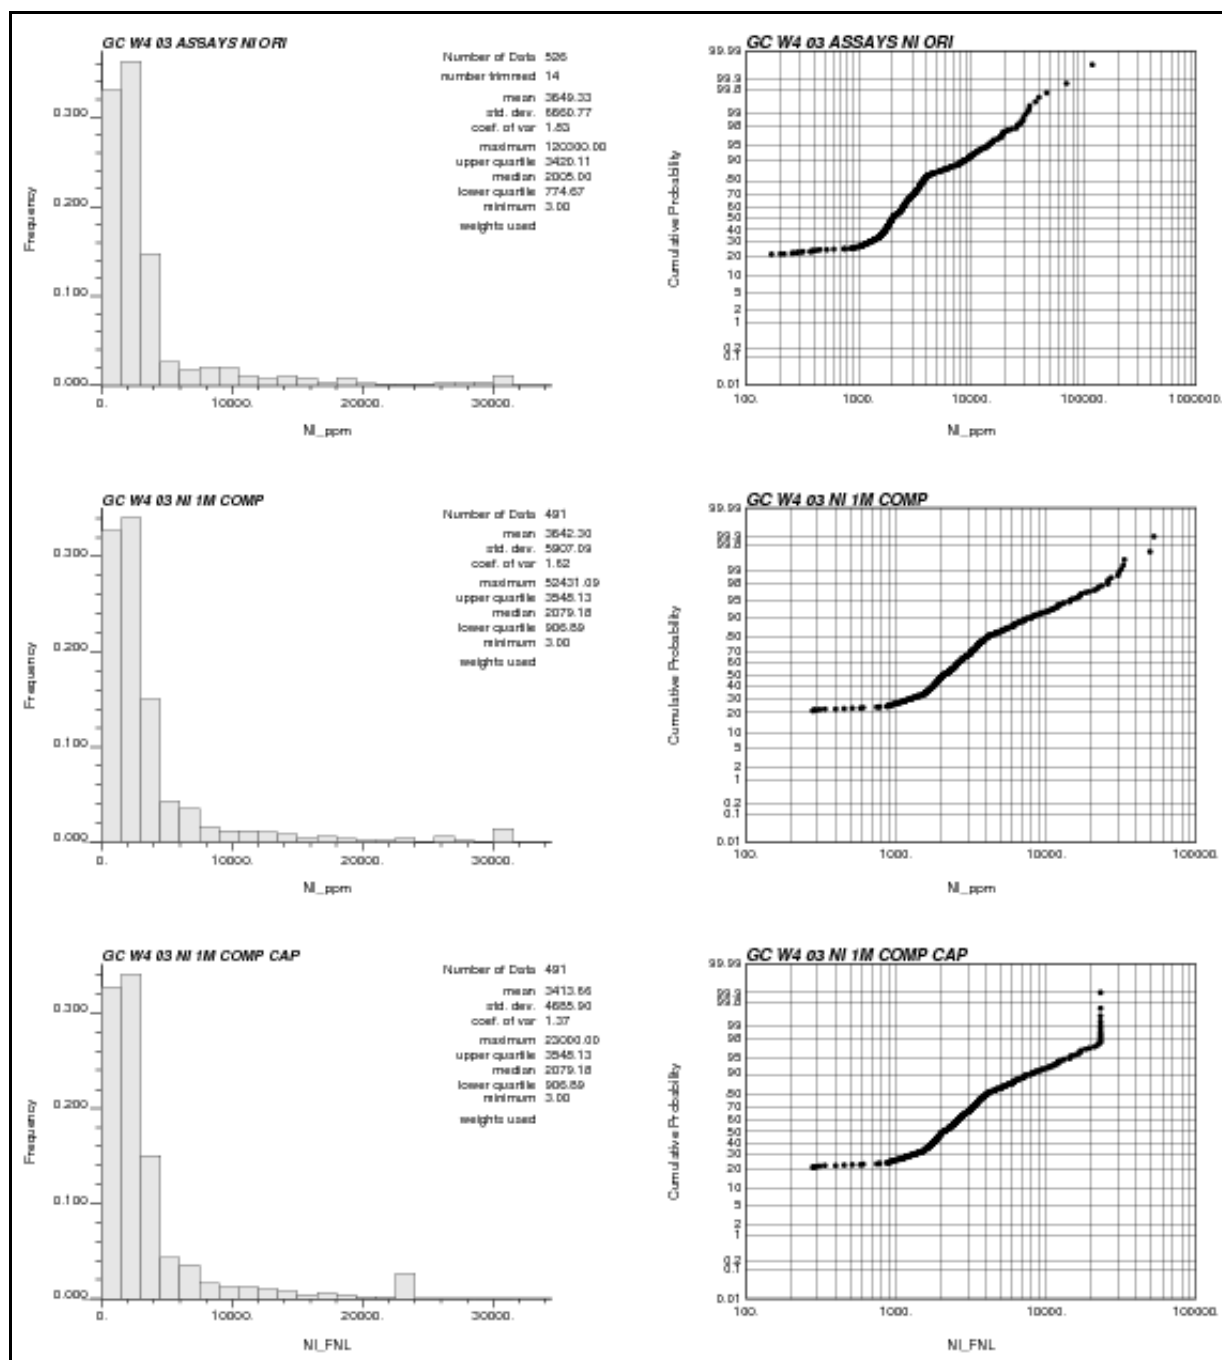 GC W4 03 ASSAYS NI ORI
Number of Data 526
number trimmed 14
mean 3649.33
std. dev. 6660.77
coef. of var 1.83
maximum 120300.00
upper quartile 3420.11
median 2005.00
lower quartile 774.67
minimum 3.00
weights used
Frequency
0.300
0.200
0.100
0.000
0. 10000. 20000. 30000.
NI_ppm
GC W4 03 ASSAYS NI ORI
Cumulative Probability
99.99
99.9
99.8
99
98
95
90
80
70
60
50
40
30
20
10
5
2
1
0.2
0.1
0.01
100. 1000. 10000. 100000. 1000000.
NI_ppm
GC W4 03 NI 1M COMP
Number of Data 491
mean 3642.30
std. dev. 5907.09
coef. of var 1.62
maximum 52431.09
upper quartile 3548.13
median 2079.18
lower quartile 906.89
minimum 3.00
weights used
Frequency
0.300
0.200
0.100
0.000
0. 10000. 20000. 30000.
NI_ppm
GC W4 03 NI 1M COMP
Cumulative Probability
99.99
99.9
99.8
99
98
95
90
80
70
60
50
40
30
20
10
5
2
1
0.2
0.1
0.01
100. 1000. 10000. 100000.
NI_ppm
GC W4 03 NI 1M COMP CAP
Number of Data 491
mean 3413.66
std. dev. 4685.90
coef. of var 1.37
maximum 23000.00
upper quartile 3548.13
median 2079.18
lower quartile 906.89
minimum 3.00
weights used
Frequency
0.300
0.200
0.100
0.000
0. 10000. 20000. 30000.
NI_FNL
GC W4 03 NI 1M COMP CAP
Cumulative Probability
99.99
99.9
99.8
99
98
95
90
80
70
60
50
40
30
20
10
5
2
1
0.2
0.1
0.01
100. 1000. 10000. 100000.
NI_FNL